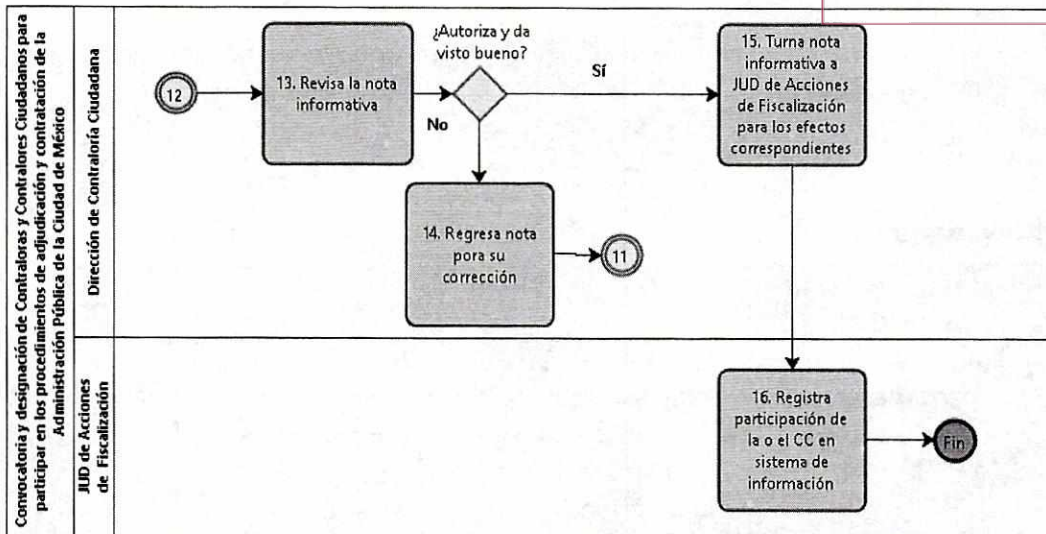 Convocatoria y designación de Contraloras y Contralores Ciudadanos para
participar en los procedimientos de adjudicación y contratación de la
Administración Pública de la Ciudad de México
Dirección de Contraloría Ciudadana
12
13. Revisa la nota
informativa
¿Autoriza y da
visto bueno?
Sí
No
15. Turna nota
informativa a
JUD de Acciones
de Fiscalización
para los efectos
correspondientes
14. Regresa nota
pora su
corrección
11
JUD de Acciones
de Fiscalización
16. Registra
participación de
la o el CC en
sistema de
información
Fin